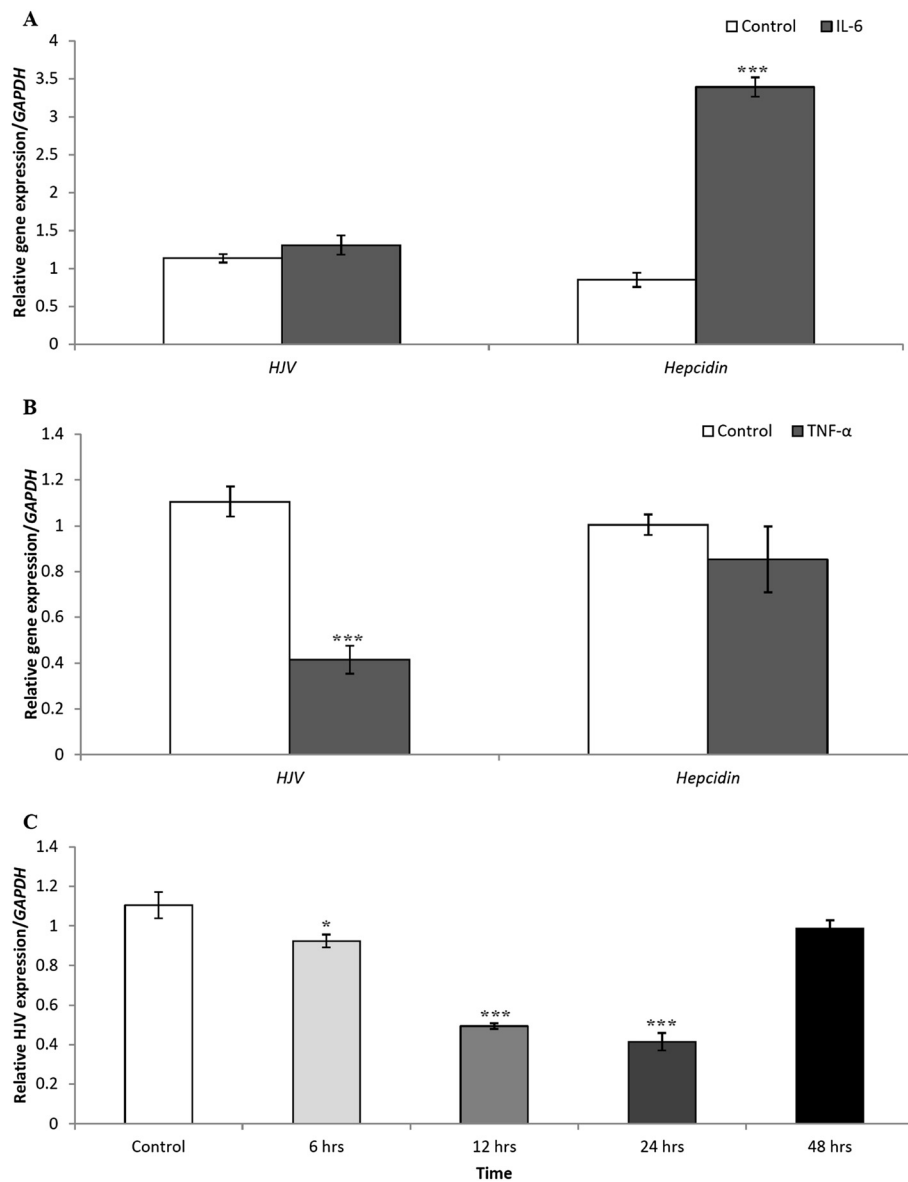 A
Control IL-6
Relative gene expression/GAPDH
4
3.5
3
2.5
2
1.5
1
0.5
0
***
HJV Hepcidin
B
Control TNF-α
Relative gene expression/GAPDH
1.4
1.2
1
0.8
0.6
0.4
0.2
0
***
HJV Hepcidin
C
Relative HJV expression/GAPDH
1.4
1.2
1
0.8
0.6
0.4
0.2
0
*
***
***
Control 6 hrs 12 hrs 24 hrs 48 hrs
Time